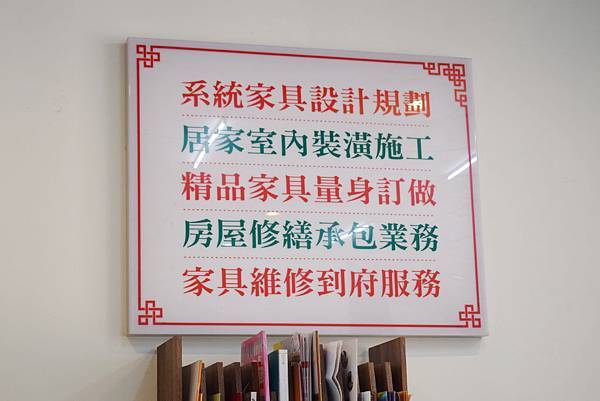 系統家具設計規劃
居家室內裝潢施工
精品家具量身訂做
房屋修繕承包業務
家具維修到府服務